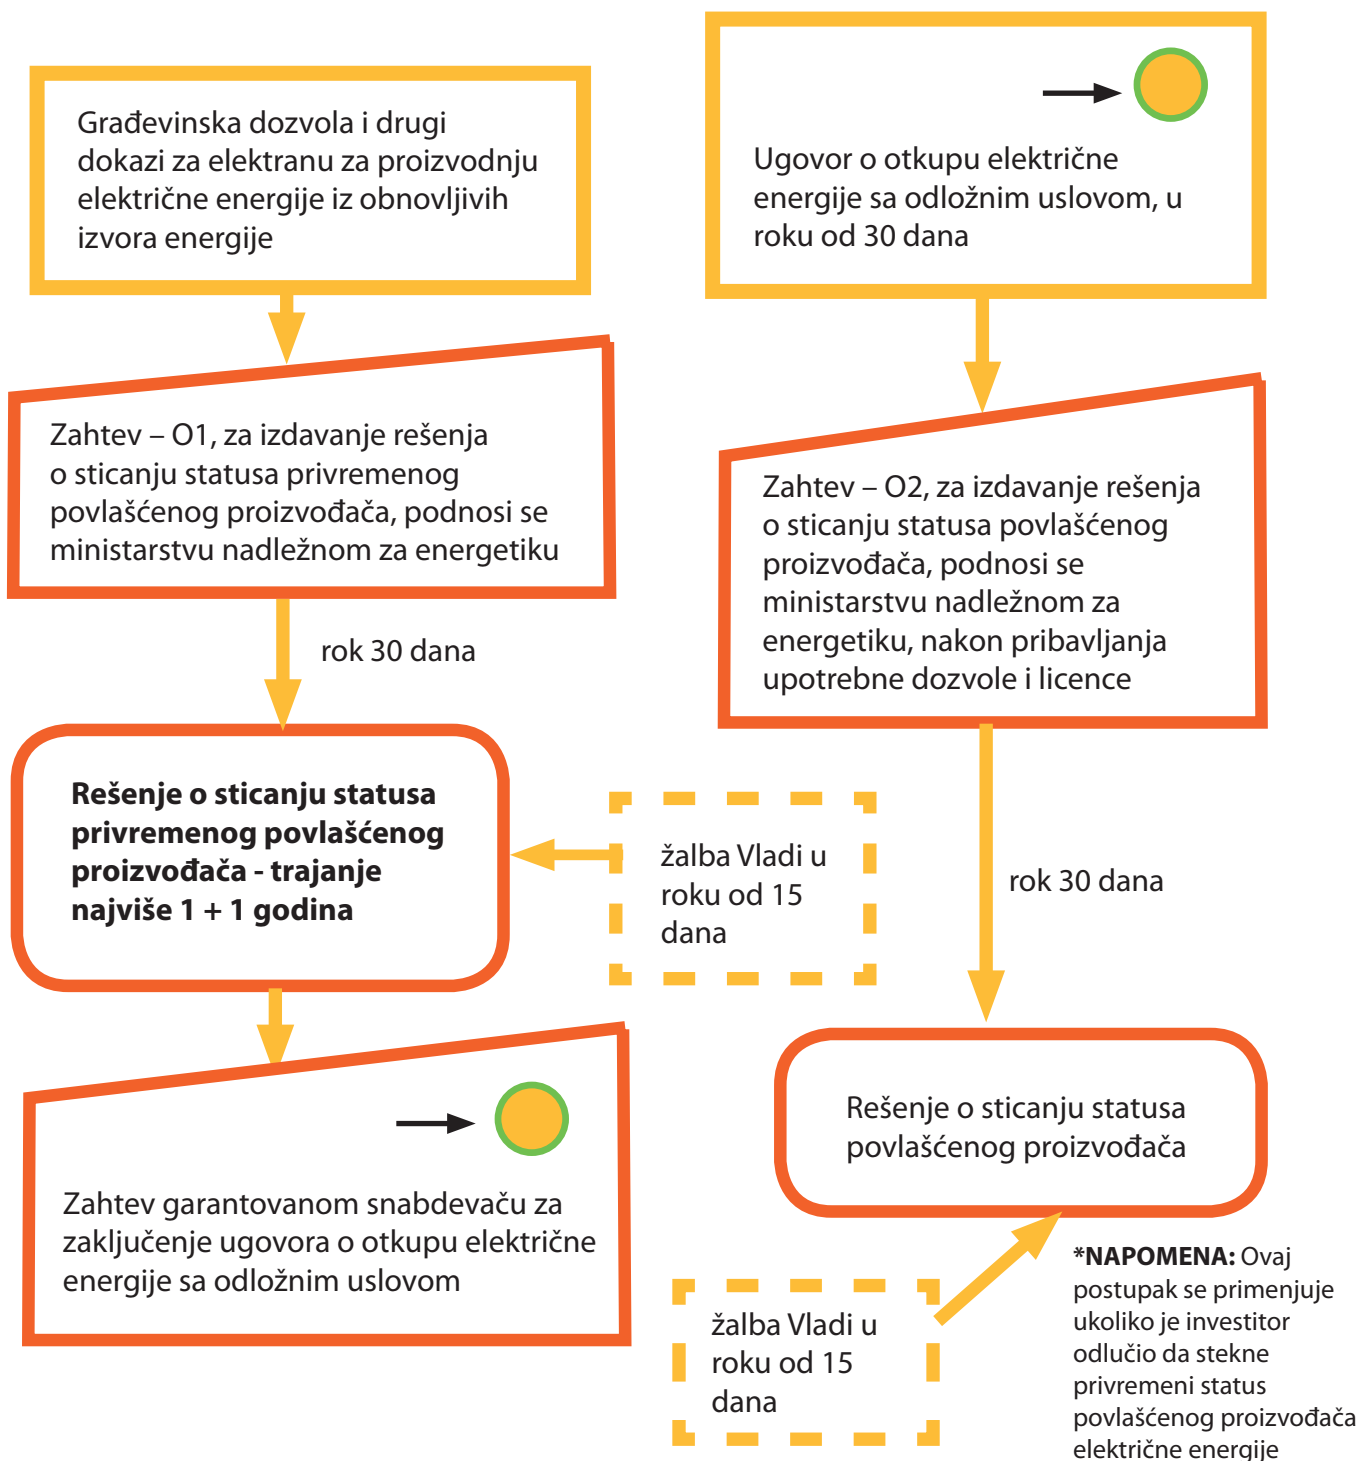 Građevinska dozvola i drugi
dokazi za elektranu za proizvodnju
električne energije iz obnovljivih
izvora energije
Zahtev – O1, za izdavanje rešenja
o sticanju statusa privremenog
povlašćenog proizvođača, podnosi se
ministarstvu nadležnom za energetiku
rok 30 dana
Rešenje o sticanju statusa
privremenog povlašćenog
proizvođača - trajanje
najviše 1 + 1 godina
žalba Vladi u
roku od 15
dana
Zahtev garantovanom snabdevaču za
zaključenje ugovora o otkupu električne
energije sa odložnim uslovom
Ugovor o otkupu električne
energije sa odložnim uslovom, u
roku od 30 dana
Zahtev – O2, za izdavanje rešenja
o sticanju statusa povlašćenog
proizvođača, podnosi se
ministarstvu nadležnom za
energetiku, nakon pribavljanja
upotrebne dozvole i licence
rok 30 dana
Rešenje o sticanju statusa
povlašćenog proizvođača
žalba Vladi u
roku od 15
dana
*NAPOMENA: Ovaj
postupak se primenjuje
ukoliko je investitor
odlučio da stekne
privremeni status
povlašćenog proizvođača
električne energije